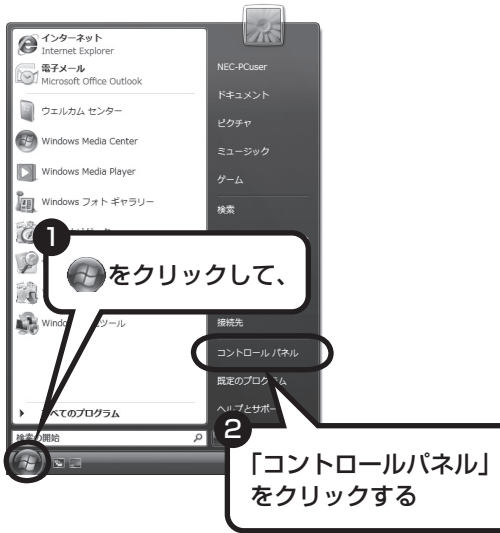 インターネット
Internet Explorer
電子メール
Microsoft Office Outlook
ウェルカム センター
Windows Media Center
Windows Media Player
Windows フォト ギャラリー
すべてのプログラム
検索の開始
NEC-PCuser
ドキュメント
ピクチャ
ミュージック
ゲーム
検索
接続先
コントロール パネル
既定のプログラム
ヘルプとサポー
1
をクリックして、
2
「コントロールパネル」
をクリックする